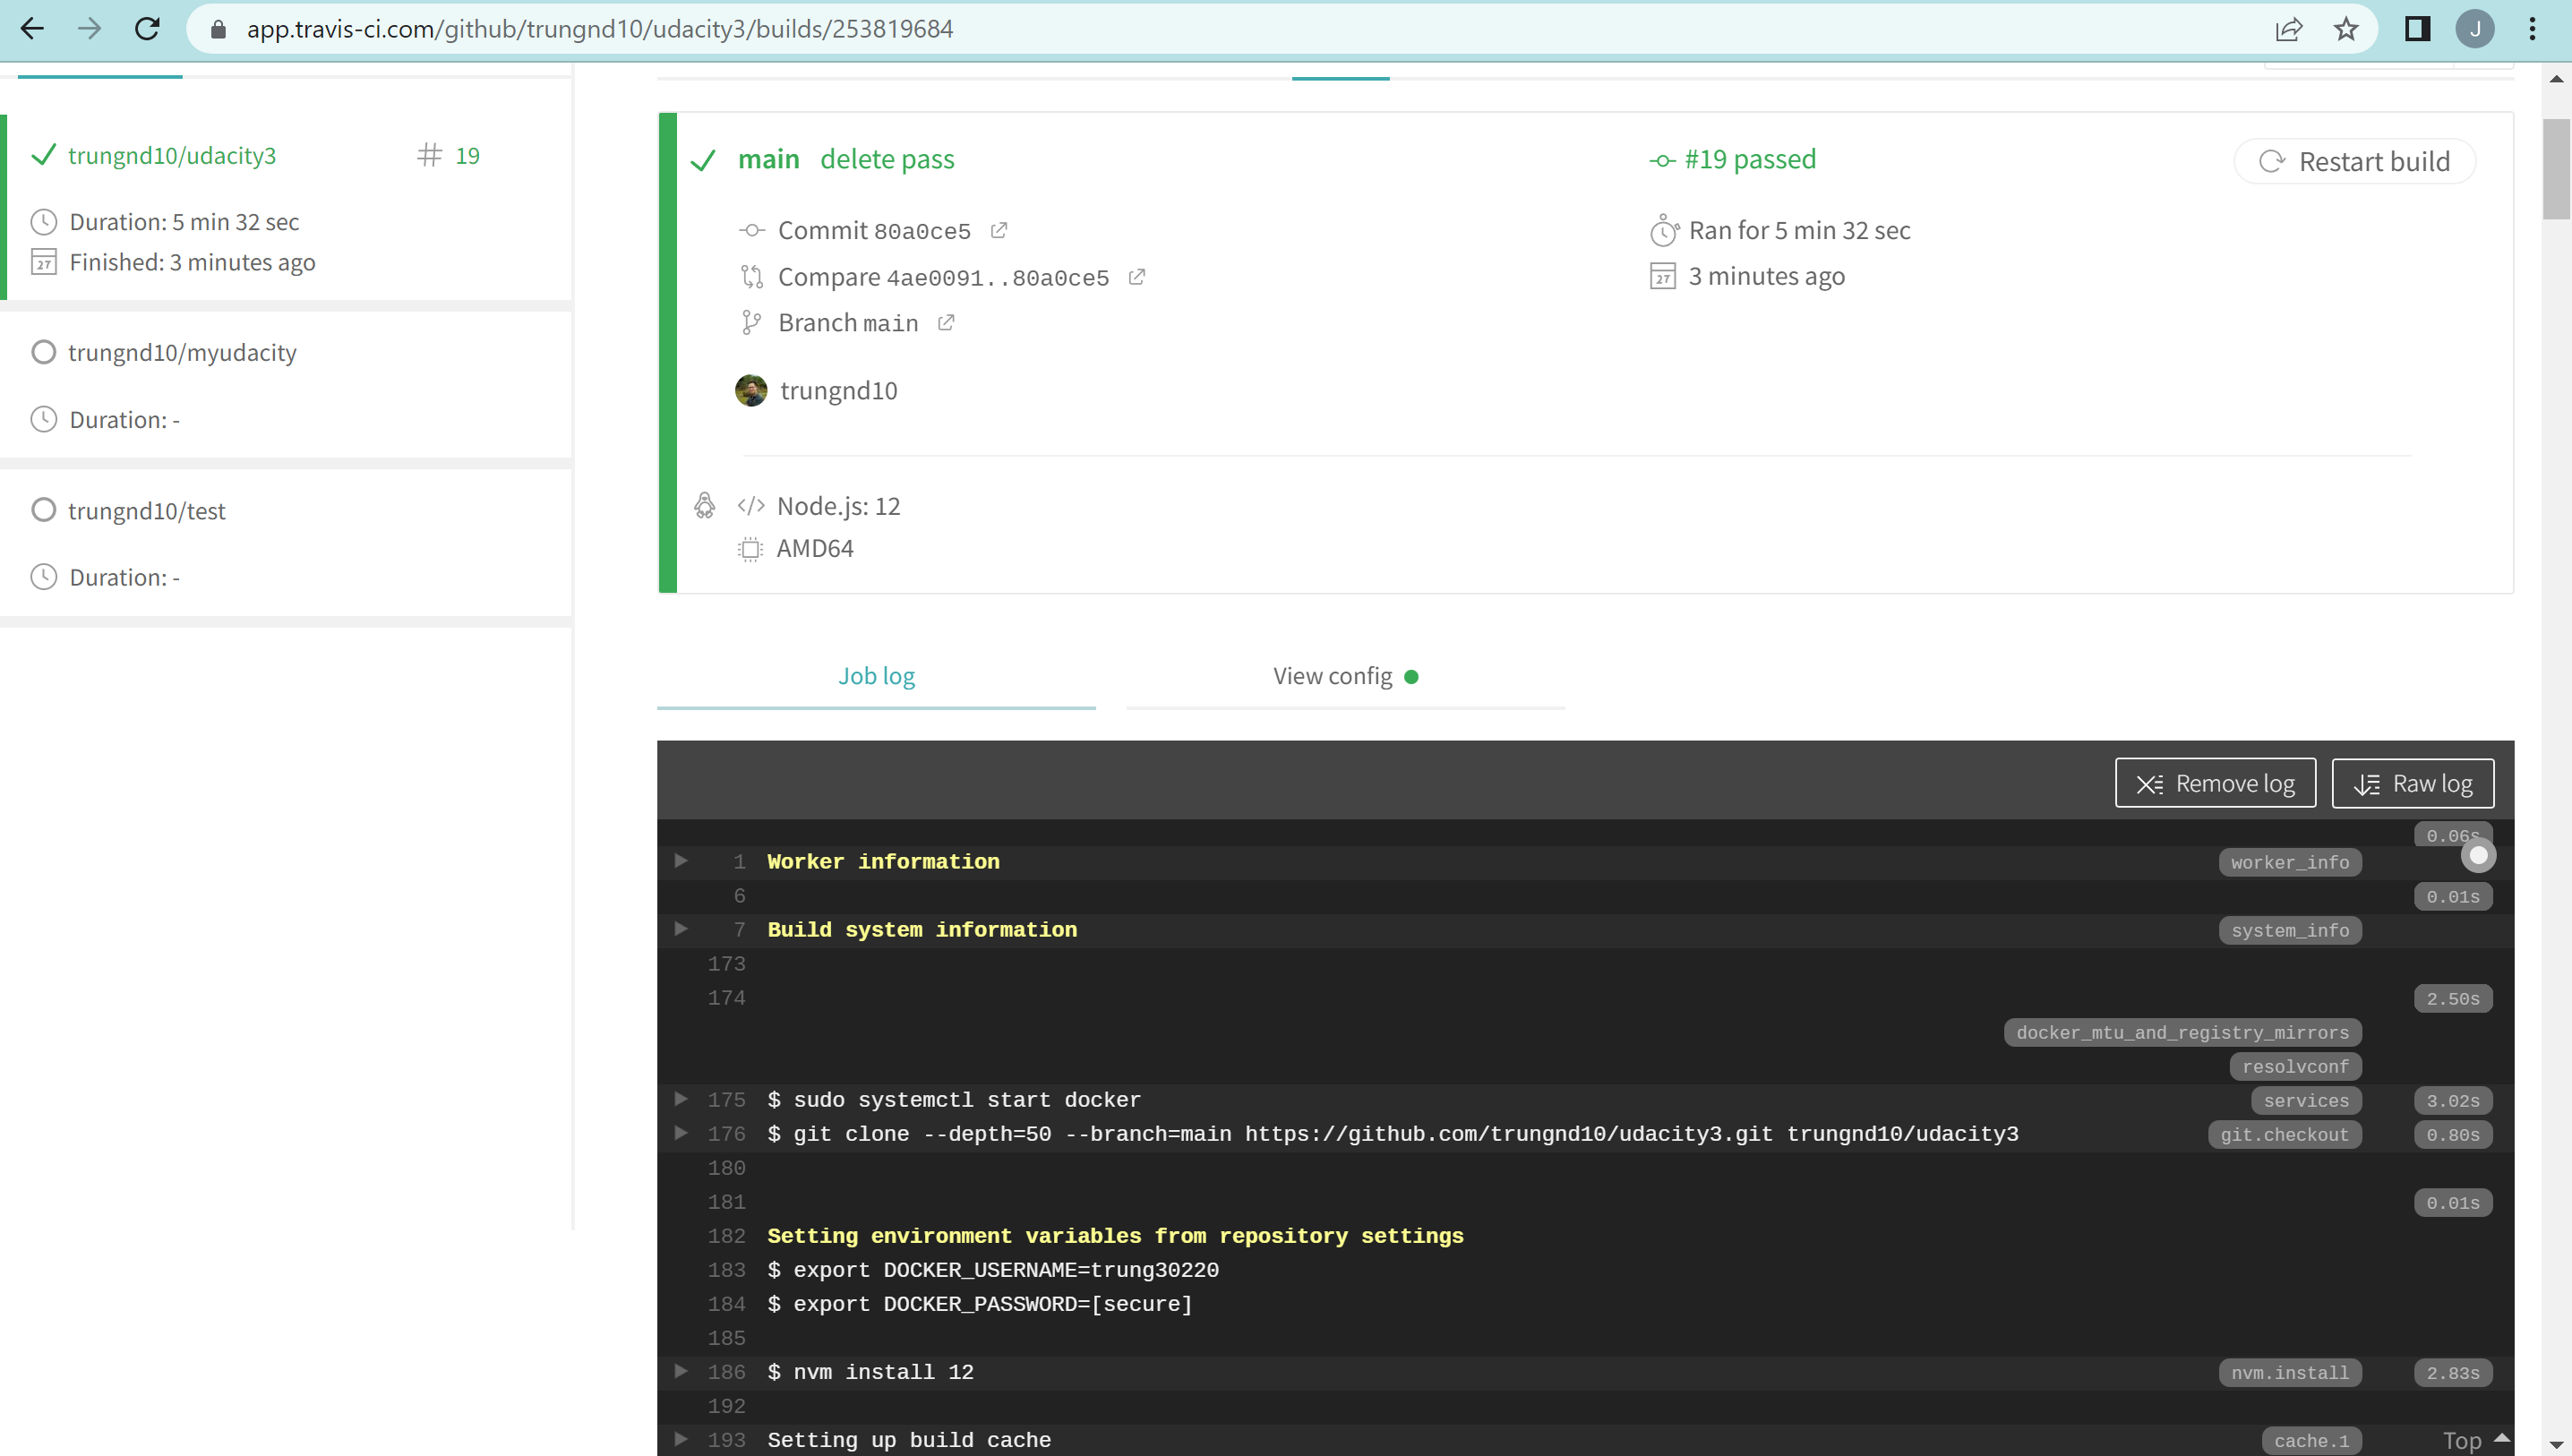 app.travis-ci.com/github/trungnd10/udacity3/builds/253819684
J
trungnd10/udacity3 # 19
Duration: 5 min 32 sec
27 Finished: 3 minutes ago
trungnd10/myudacity
Duration: -
trungnd10/test
Duration: -
main delete pass
#19 passed
Restart build
Commit 80a0ce5
Ran for 5 min 32 sec
Compare 4ae0091..80a0ce5
27 3 minutes ago
Branch main
trungnd10
</> Node.js: 12
AMD64
Job log
View config
Remove log
Raw log
0.06s
1 Worker information worker_info
6 0.01s
7 Build system information system_info
173
174 2.50s
docker_mtu_and_registry_mirrors
resolvconf
175 $ sudo systemctl start docker services 3.02s
176 $ git clone --depth=50 --branch=main https://github.com/trungnd10/udacity3.git trungnd10/udacity3 git.checkout 0.80s
180
181 0.01s
182 Setting environment variables from repository settings
183 $ export DOCKER_USERNAME=trung30220
184 $ export DOCKER_PASSWORD=[secure]
185
186 $ nvm install 12 nvm.install 2.83s
192
193 Setting up build cache cache.1 Top